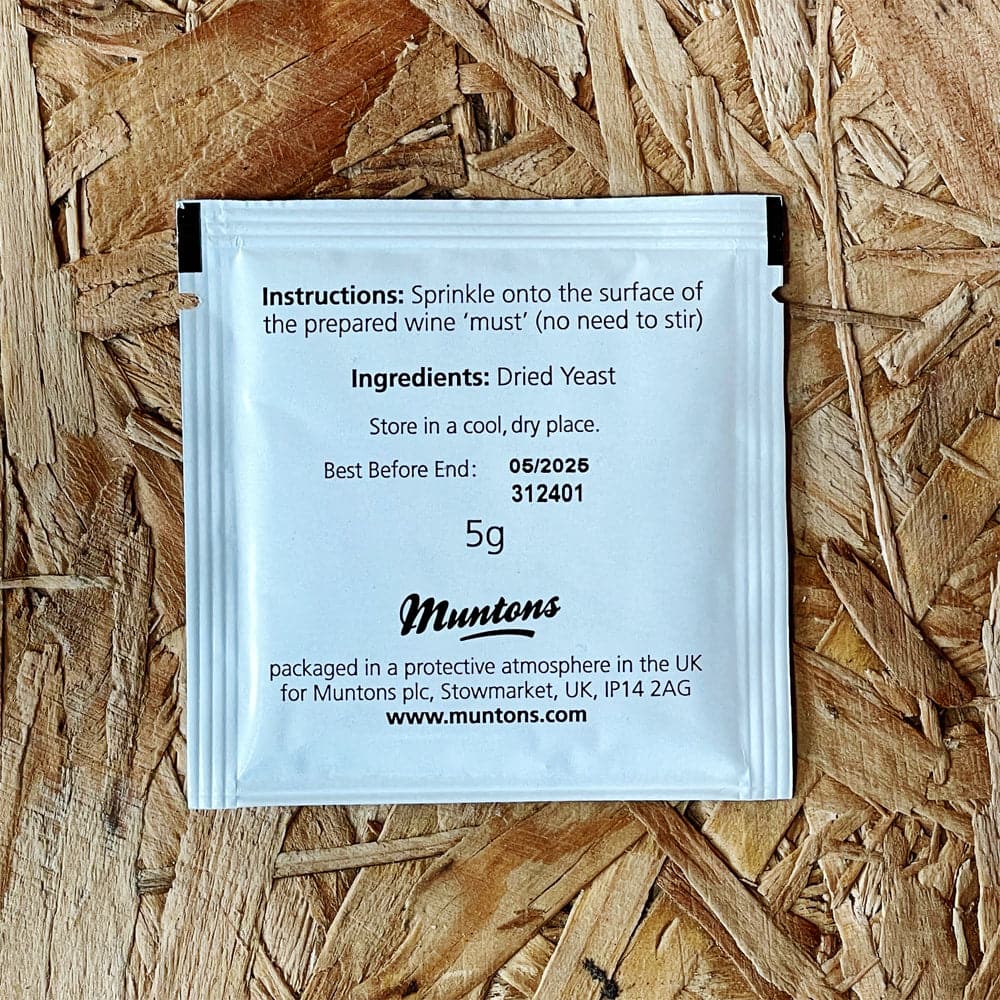 Instructions: Sprinkle onto the surface of
the prepared wine ‘must’ (no need to stir)
Ingredients: Dried Yeast
Store in a cool, dry place.
Best Before End: 05/2025
312401
5g
Muntons
packaged in a protective atmosphere in the UK
for Muntons plc, Stowmarket, UK, IP14 2AG
www.muntons.com